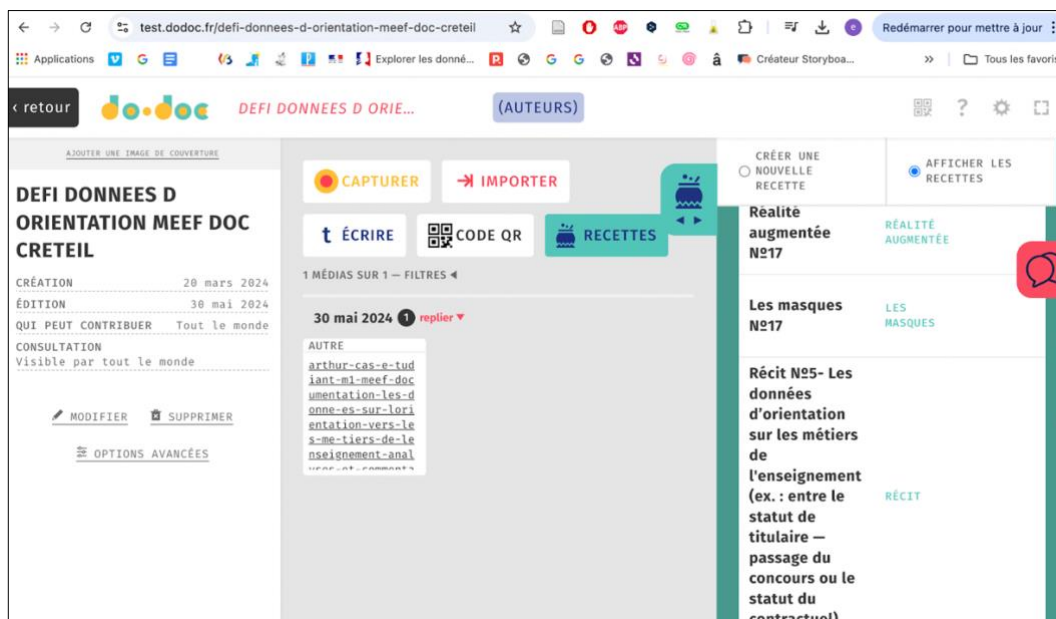 test.dodoc.fr/defi-donnees-d-orientation-meef-doc-creteil
Redémarrer pour mettre à jour
Applications
Explorer les donné...
Créateur Storyboa...
»
Tous les favoris
‹ retour
do•doc
DEFI DONNEES D ORIE...
(AUTEURS)
?
AJOUTER UNE IMAGE DE COUVERTURE
DEFI DONNEES D
ORIENTATION MEEF DOC
CRETEIL
CRÉATION 20 mars 2024
ÉDITION 30 mai 2024
QUI PEUT CONTRIBUER Tout le monde
CONSULTATION
Visible par tout le monde
MODIFIER SUPPRIMER
OPTIONS AVANCÉES
CAPTURER IMPORTER
t ÉCRIRE CODE QR RECETTES
1 MÉDIAS SUR 1 — FILTRES
30 mai 2024 1 replier
AUTRE
arthur-cas-e-tud
iant-m1-meef-doc
umentation-les-d
onne-es-sur-lori
entation-vers-le
s-me-tiers-de-le
nseignement-anal
yses-et-commenta
CRÉER UNE
NOUVELLE
RECETTE
AFFICHER LES
RECETTES
Réalité
augmentée
Nº17
RÉALITÉ
AUGMENTÉE
Les masques
Nº17
LES
MASQUES
Récit Nº5- Les
données
d’orientation
sur les métiers
de
l'enseignement
(ex. : entre le
statut de
titulaire —
passage du
concours ou le
statut du
contractuel)
RÉCIT